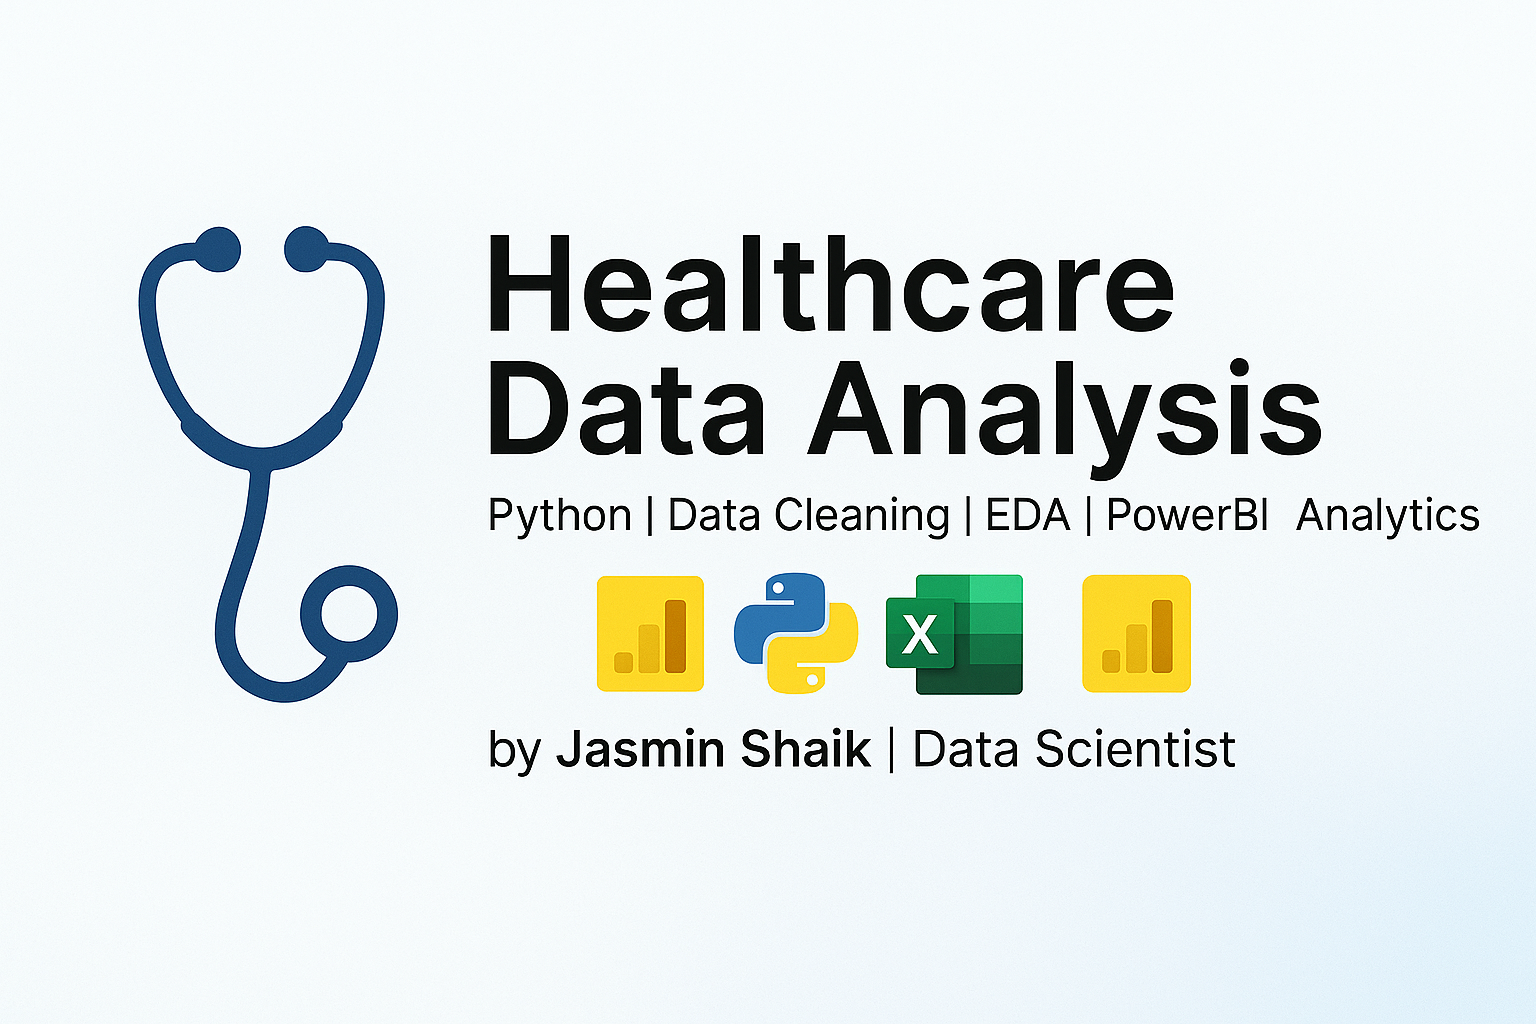 Healthcare
Data Analysis
Python | Data Cleaning | EDA | PowerBI Analytics
X
by Jasmin Shaik | Data Scientist